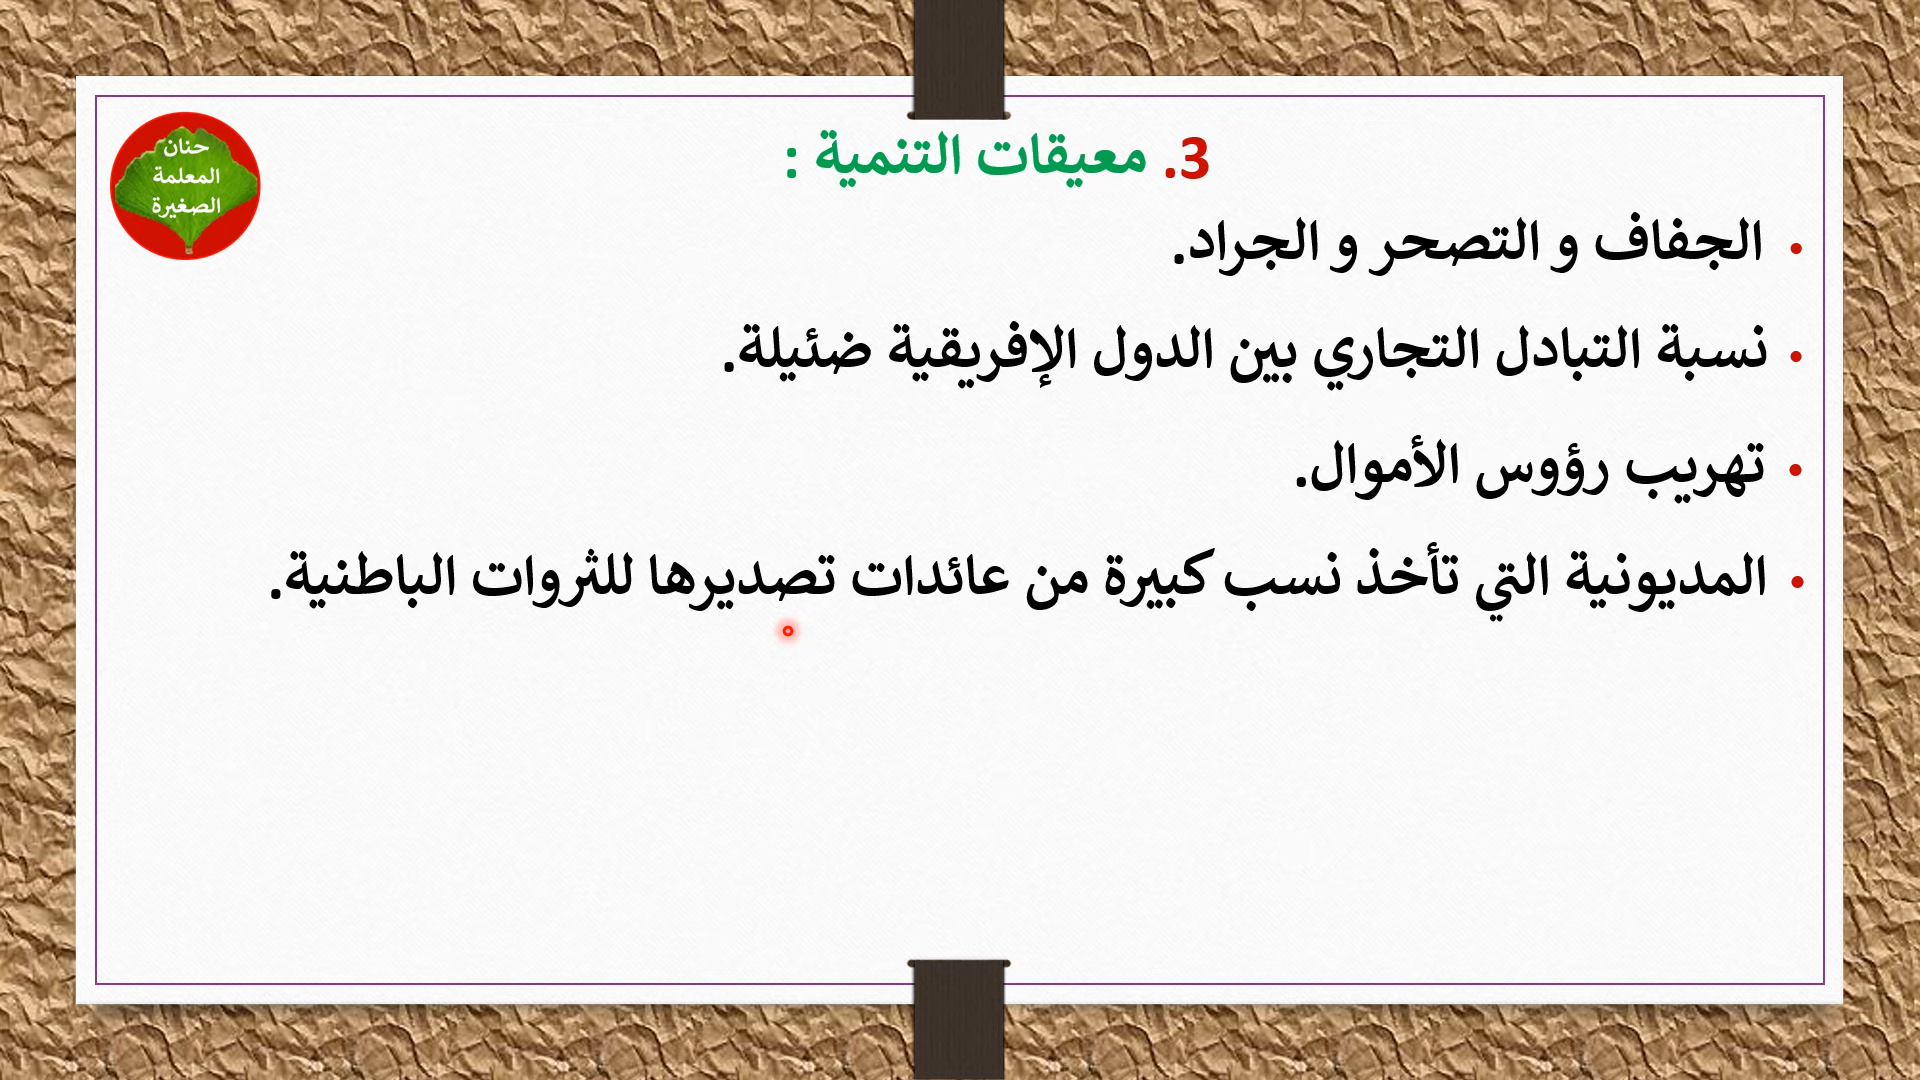 حنان
المعلمة
الصغيرة
3. معيقات التنمية :
• الجفاف و التصحر و الجراد.
• نسبة التبادل التجاري بين الدول الإفريقية ضئيلة.
• تهريب رؤوس الأموال.
• المديونية التي تأخذ نسب كبيرة من عائدات تصديرها للثروات الباطنية.